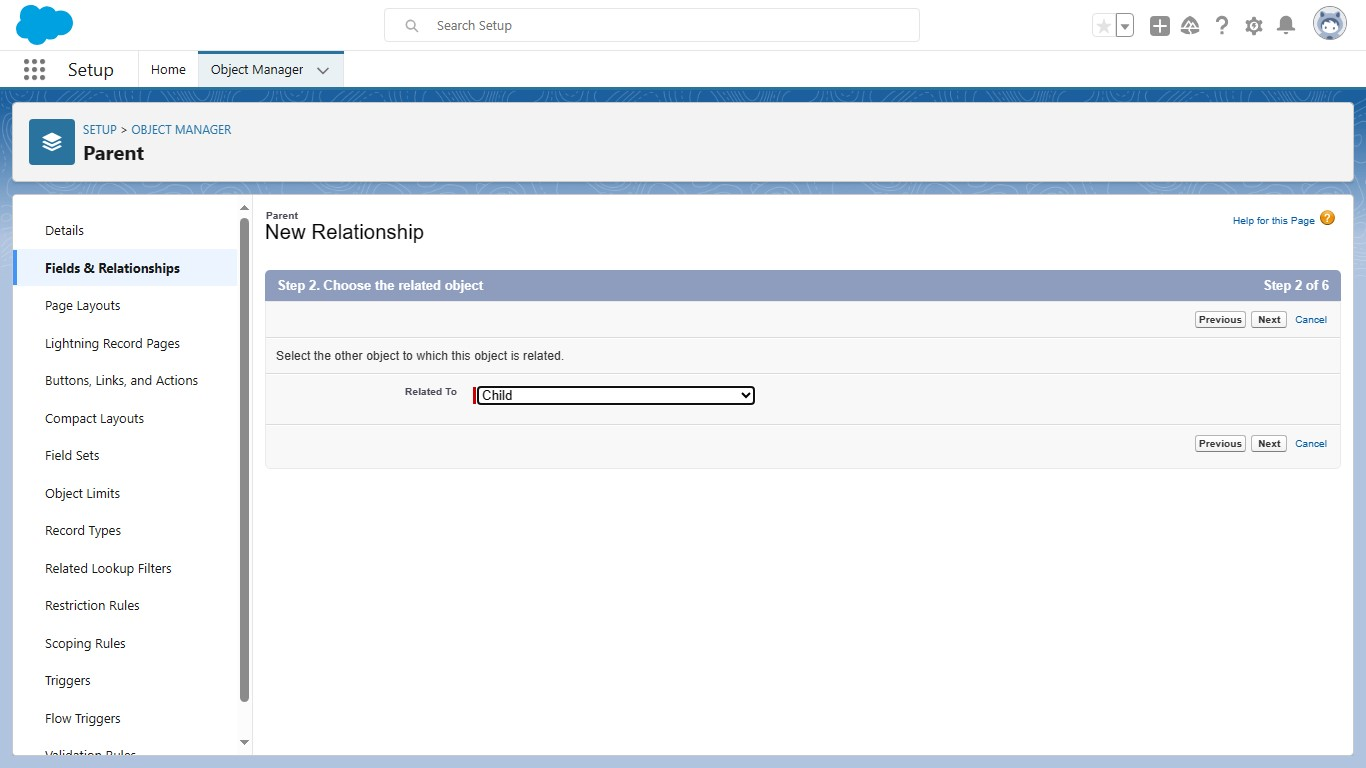 Search Setup
Setup
Home
Object Manager
SETUP > OBJECT MANAGER
Parent
Details
Fields & Relationships
Page Layouts
Lightning Record Pages
Buttons, Links, and Actions
Compact Layouts
Field Sets
Object Limits
Record Types
Related Lookup Filters
Restriction Rules
Scoping Rules
Triggers
Flow Triggers
Validation Rules
Parent
New Relationship
Help for this Page
Step 2. Choose the related object
Step 2 of 6
Previous Next Cancel
Select the other object to which this object is related.
Related To
Child
Previous Next Cancel